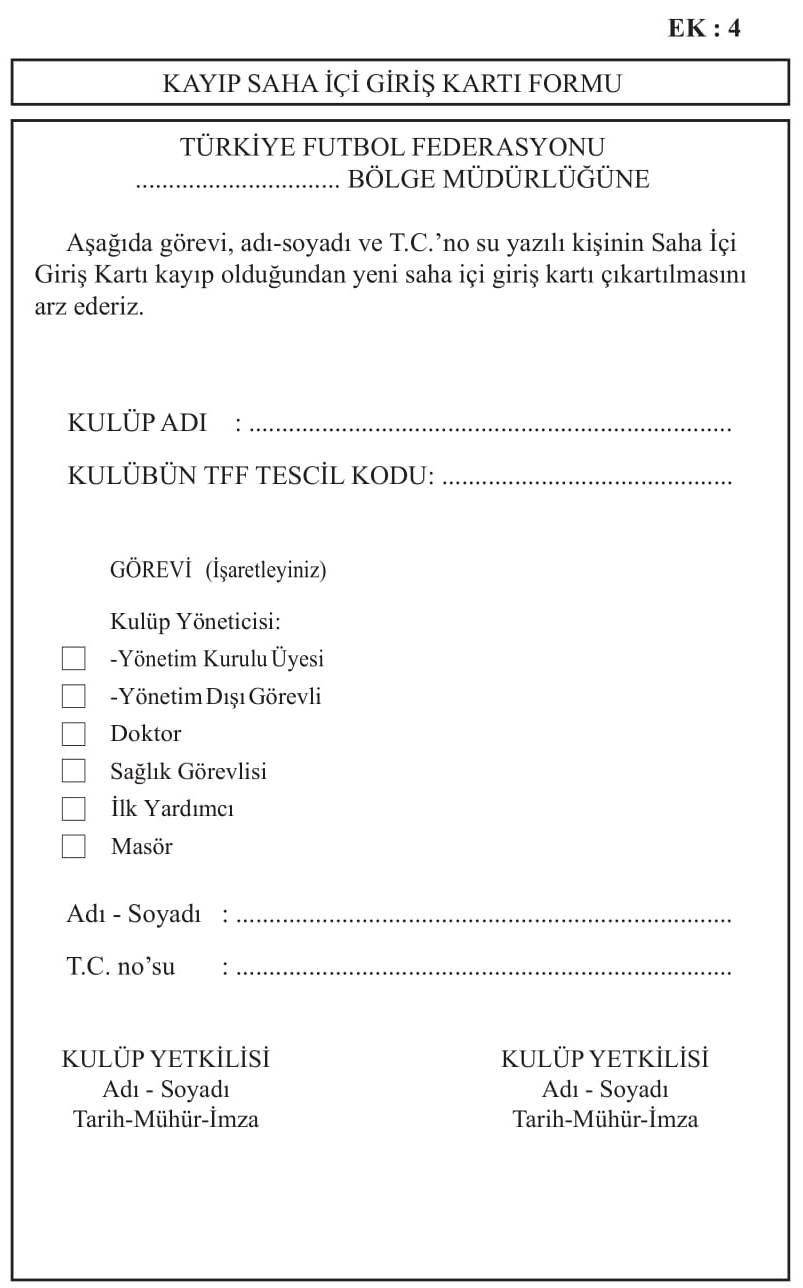 EK : 4
KAYIP SAHA İÇİ GİRİŞ KARTI FORMU
TÜRKİYE FUTBOL FEDERASYONU
............................... BÖLGE MÜDÜRLÜĞÜNE
Aşağıda görevi, adı-soyadı ve T.C.’no su yazılı kişinin Saha İçi
Giriş Kartı kayıp olduğundan yeni saha içi giriş kartı çıkartılmasını
arz ederiz.
KULÜP ADI : .........................................................................
KULÜBÜN TFF TESCİL KODU: ............................................
GÖREVİ (İşaretleyiniz)
Kulüp Yöneticisi:
-Yönetim Kurulu Üyesi
-Yönetim Dışı Görevli
Doktor
Sağlık Görevlisi
İlk Yardımcı
Masör
Adı - Soyadı : ...........................................................................
T.C. no’su : ...........................................................................
KULÜP YETKİLİSİ KULÜP YETKİLİSİ
Adı - Soyadı Adı - Soyadı
Tarih-Mühür-İmza Tarih-Mühür-İmza